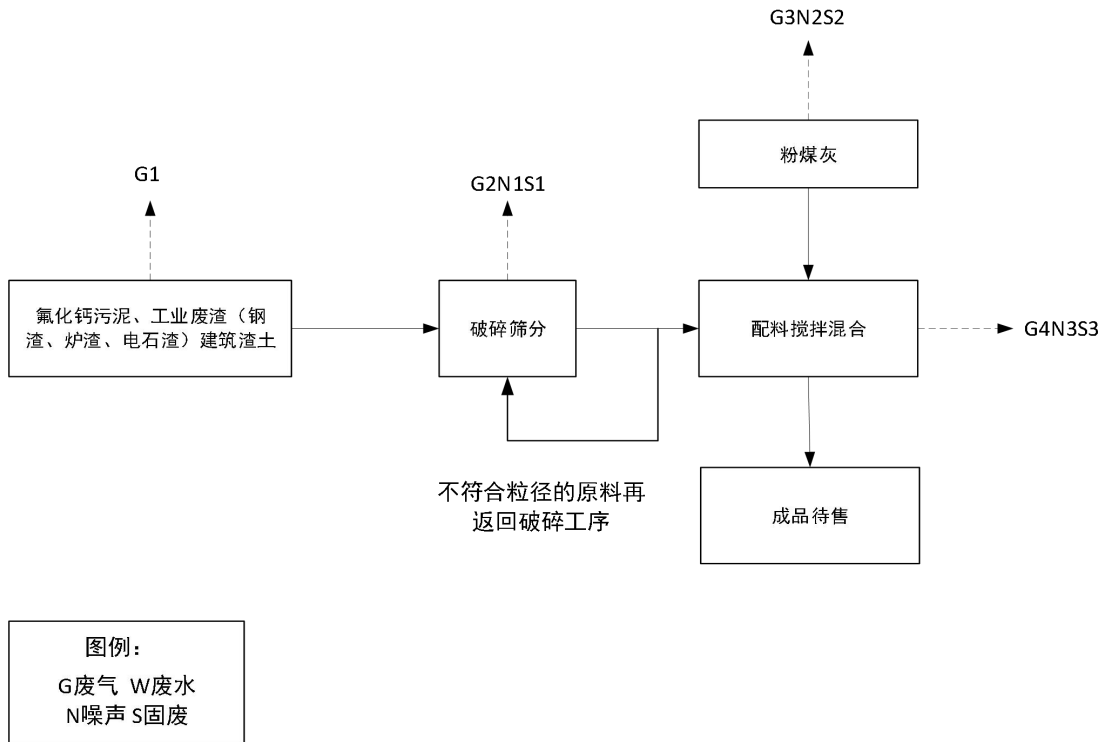 G3N2S2
粉煤灰
G1
G2N1S1
氟化钙污泥、工业废渣（钢
渣、炉渣、电石渣）建筑渣土
破碎筛分
配料搅拌混合
G4N3S3
不符合粒径的原料再
返回破碎工序
成品待售
图例：
G废气 W废水
N噪声 S固废